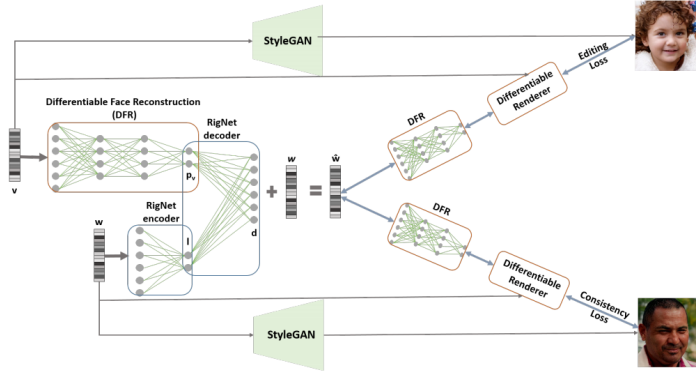 StyleGAN
Editing
Loss
Differentiable
Renderer
Differentiable Face Reconstruction
(DFR)
RigNet
decoder
DFR
v
Pv
w
+
=
ŵ
d
w
RigNet
encoder
l
DFR
Differentiable
Renderer
Consistency
Loss
StyleGAN